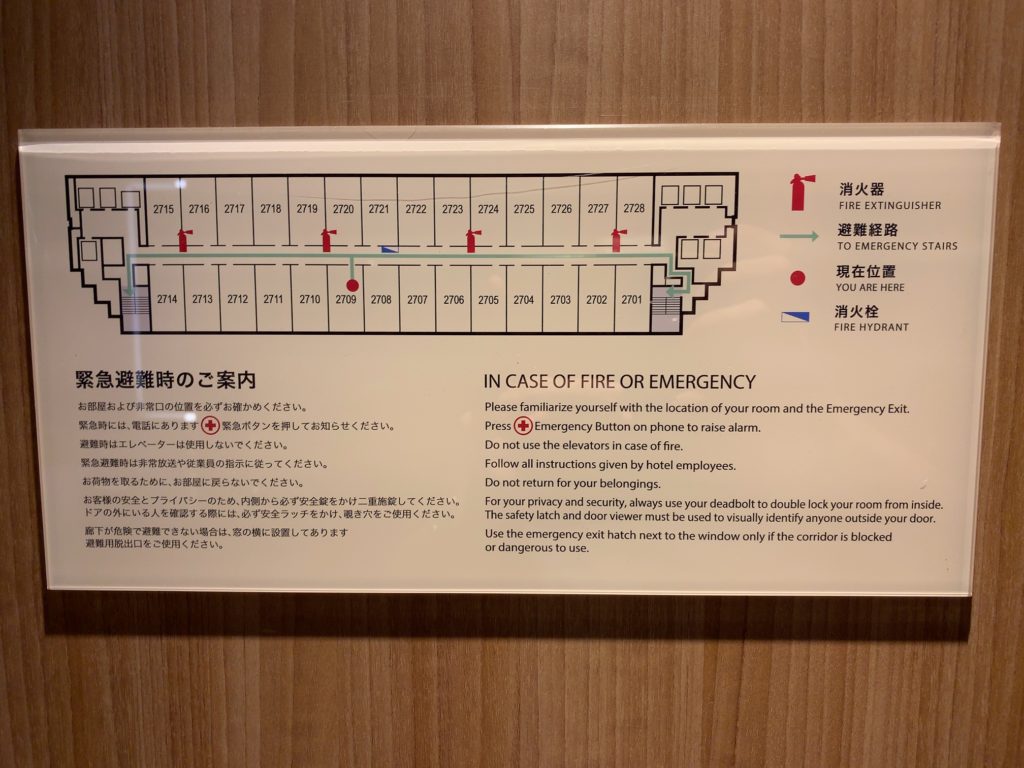 2715 2716 2717 2718 2719 2720 2721 2722 2723 2724 2725 2726 2727 2728
2714 2713 2712 2711 2710 2709 2708 2707 2706 2705 2704 2703 2702 2701
消火器
FIRE EXTINGUISHER
避難経路
TO EMERGENCY STAIRS
現在位置
YOU ARE HERE
消火栓
FIRE HYDRANT
緊急避難時のご案内
お部屋および非常口の位置を必ずお確かめください。
緊急時には、電話にあります 緊急ボタンを押してお知らせください。
避難時はエレベーターは使用しないでください。
緊急避難時は非常放送や従業員の指示に従ってください。
お荷物を取るために、お部屋に戻らないでください。
お客様の安全とプライバシーのため、内側から必ず安全錠をかけ二重施錠してください。
ドアの外にいる人を確認する際には、必ず安全ラッチをかけ、覗き穴をご使用ください。
廊下が危険で避難できない場合は、窓の横に設置してあります
避難用脱出口をご使用ください。
IN CASE OF FIRE OR EMERGENCY
Please familiarize yourself with the location of your room and the Emergency Exit.
Press Emergency Button on phone to raise alarm.
Do not use the elevators in case of fire.
Follow all instructions given by hotel employees.
Do not return for your belongings.
For your privacy and security, always use your deadbolt to double lock your room from inside.
The safety latch and door viewer must be used to visually identify anyone outside your door.
Use the emergency exit hatch next to the window only if the corridor is blocked
or dangerous to use.